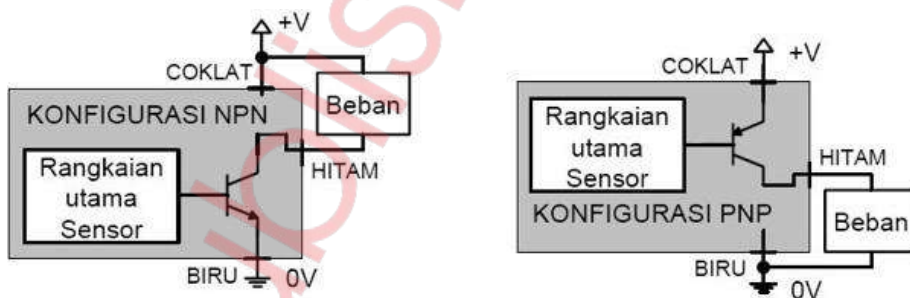 +V
COKLAT
KONFIGURASI NPN
Beban
Rangkaian
utama
Sensor
HITAM
BIRU
0V
+V
COKLAT
Rangkaian
utama
Sensor
HITAM
KONFIGURASI PNP
Beban
BIRU
0V